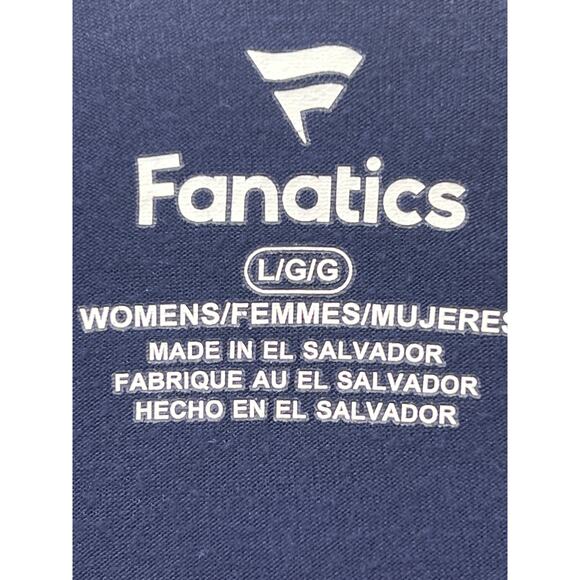 Fanatics
L/G/G
WOMENS/FEMMES/MUJERES
MADE IN EL SALVADOR
FABRIQUE AU EL SALVADOR
HECHO EN EL SALVADOR